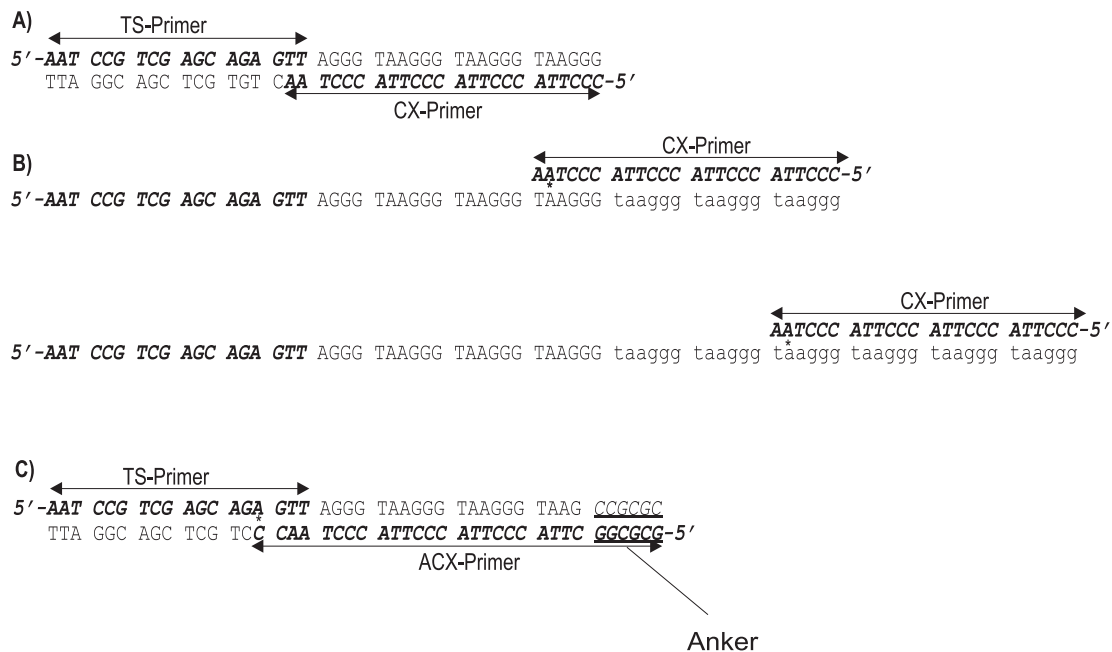 A)
TS-Primer
5'-AAT CCG TCG AGC AGA GTT AGGG TAAGGG TAAGGG TAAGGG
TTA GGC AGC TCG TGT CAA TCCC ATTCCC ATTCCC ATTCCC-5'
CX-Primer
B)
CX-Primer
AATCCC ATTCCC ATTCCC ATTCCC-5'
*
5'-AAT CCG TCG AGC AGA GTT AGGG TAAGGG TAAGGG TAAGGG taaggg taaggg taaggg
CX-Primer
AATCCC ATTCCC ATTCCC ATTCCC-5'
*
5'-AAT CCG TCG AGC AGA GTT AGGG TAAGGG TAAGGG TAAGGG taaggg taaggg taaggg taaggg taaggg taaggg
C)
TS-Primer
5'-AAT CCG TCG AGC AGA GTT AGGG TAAGGG TAAGGG TAAG CCGCGC
*
TTA GGC AGC TCG TCC CAA TCCC ATTCCC ATTCCC ATTC GGCGCG-5'
ACX-Primer
Anker